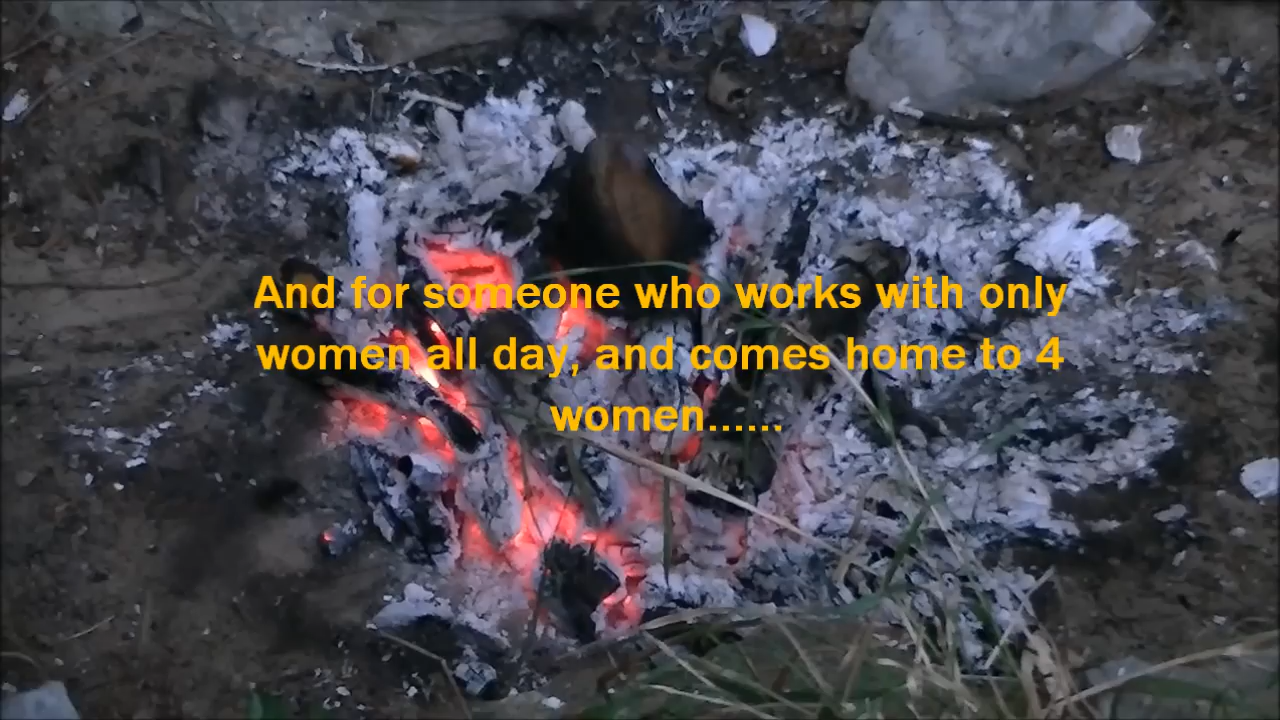 And for someone who works with only
women all day, and comes home to 4
women......